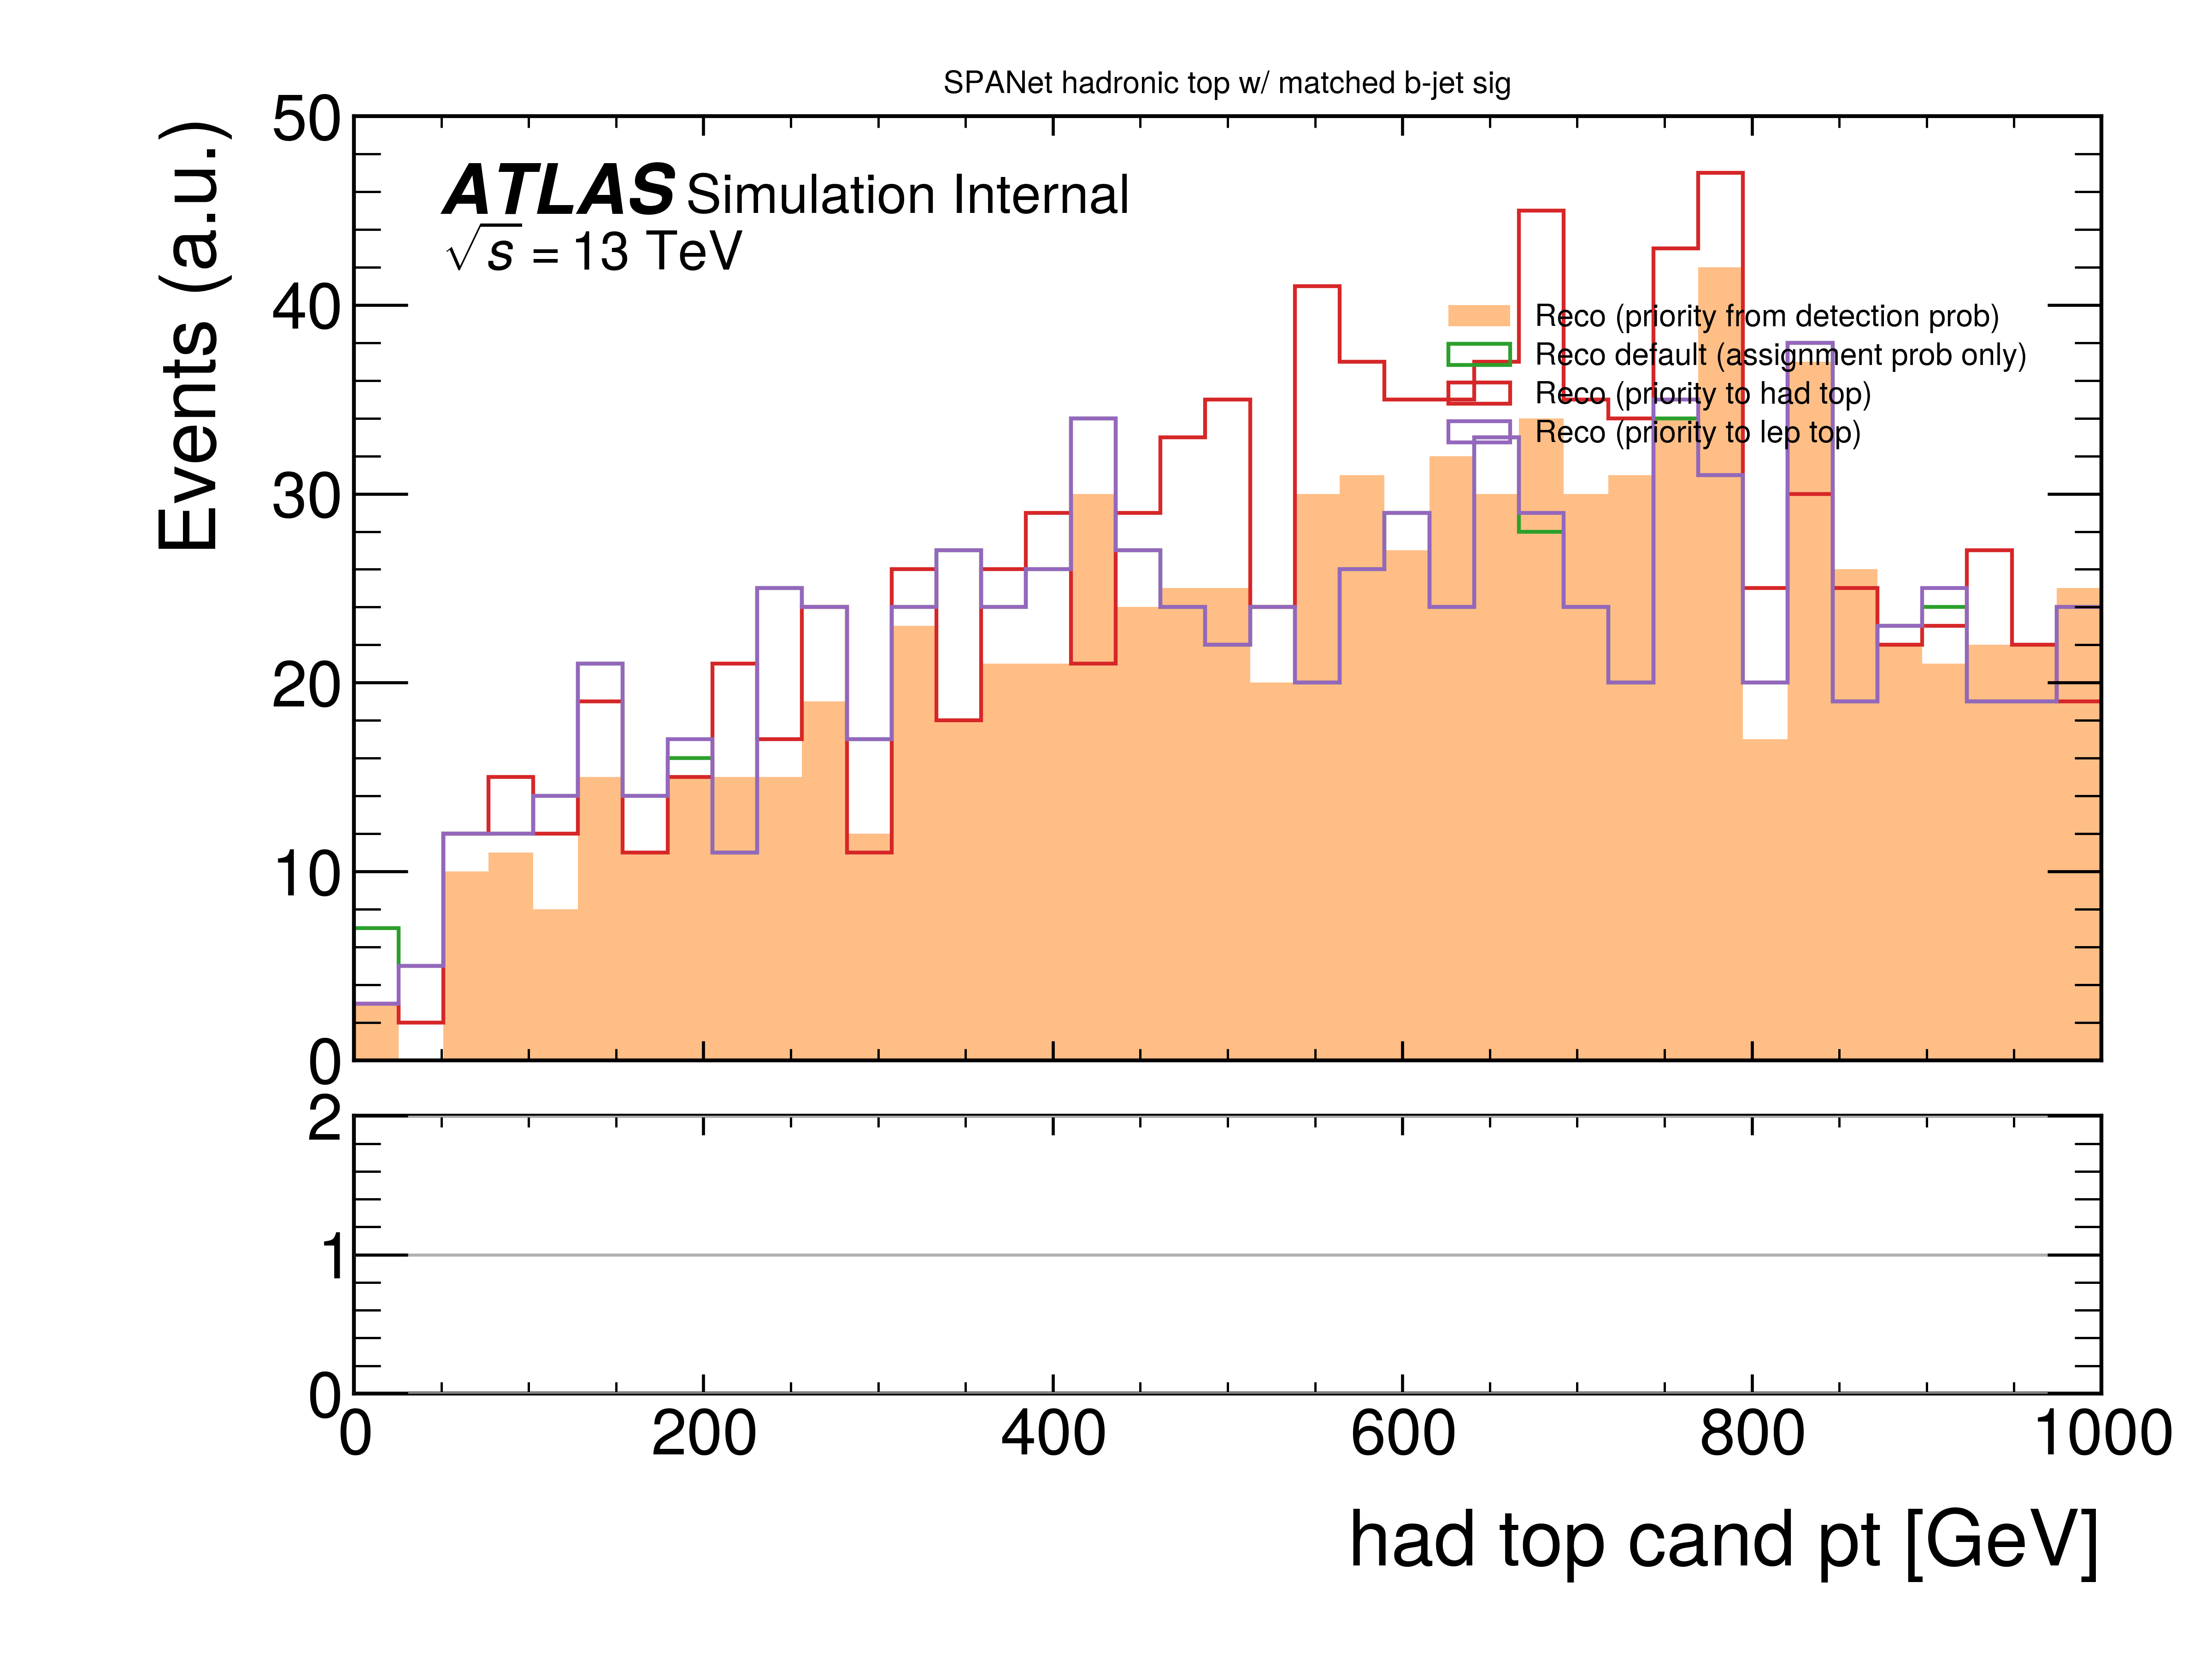 SPANet hadronic top w/ matched b-jet sig
Events (a.u.)
50
40
30
20
10
0
ATLAS Simulation Internal
√s = 13 TeV
Reco (priority from detection prob)
Reco default (assignment prob only)
Reco (priority to had top)
Reco (priority to lep top)
2
1
0
0 200 400 600 800 1000
had top cand pt [GeV]